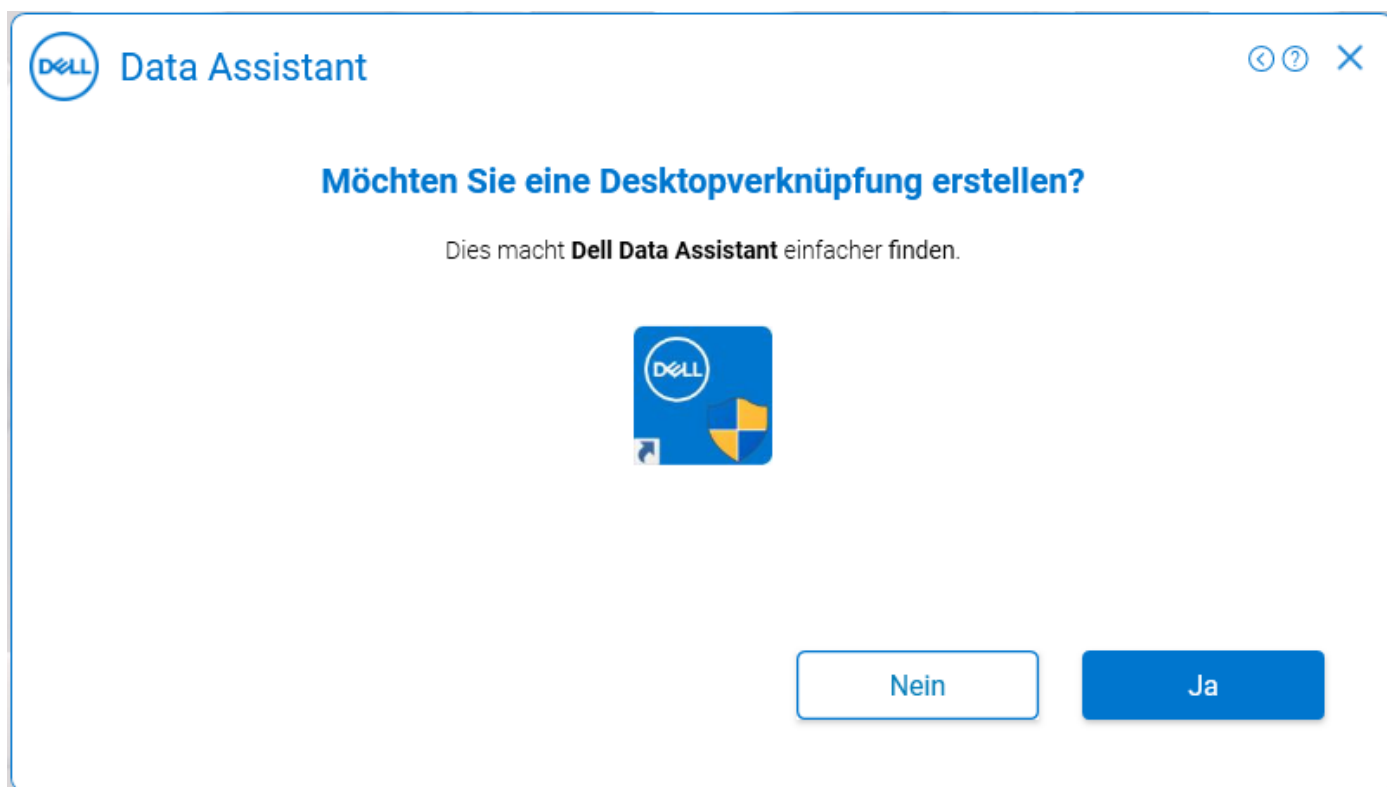 DELL Data Assistant
Möchten Sie eine Desktopverknüpfung erstellen?
Dies macht Dell Data Assistant einfacher finden.
DELL
Nein Ja